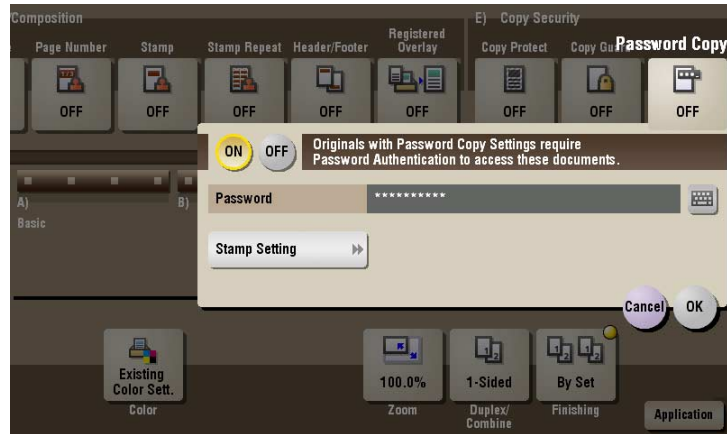 /Composition
E) Copy Security
Page Number
Stamp
Stamp Repeat
Header/Footer
Registered
Overlay
Copy Protect
Copy Guard
Password Copy
OFF
OFF
OFF
OFF
OFF
OFF
OFF
OFF
ON
OFF
Originals with Password Copy Settings require
Password Authentication to access these documents.
A)
B)
Basic
Password
**********
Stamp Setting
Cancel
OK
Existing
Color Sett.
100.0%
1-Sided
By Set
Color
Zoom
Duplex/
Combine
Finishing
Application